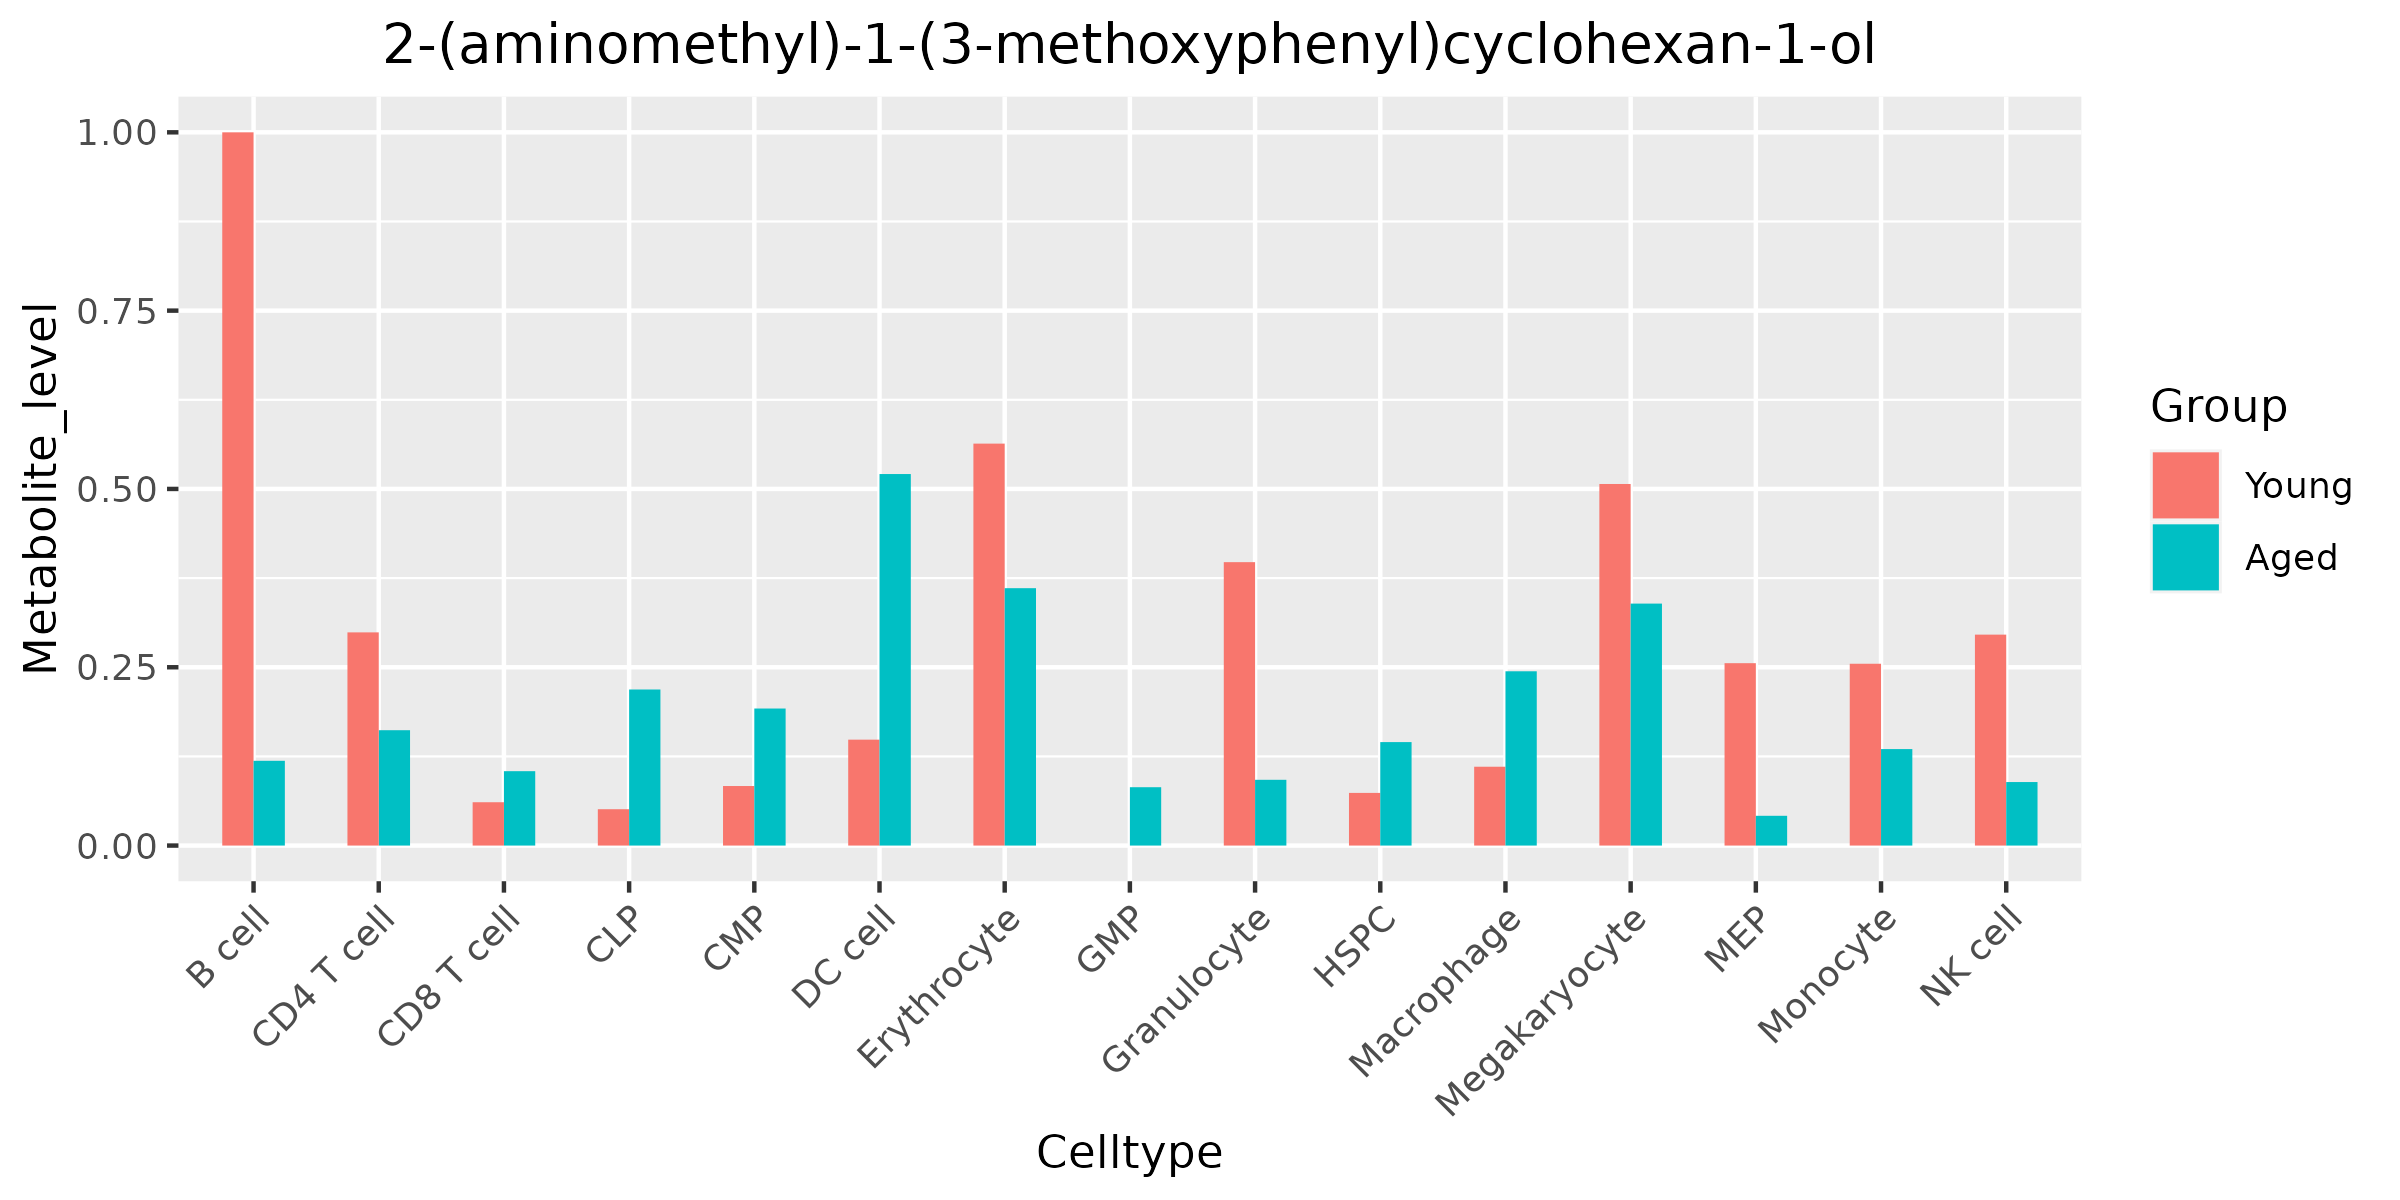 2-(aminomethyl)-1-(3-methoxyphenyl)cyclohexan-1-ol
Metabolite_level
1.00
0.75
0.50
0.25
0.00
B cell
CD4 T cell
CD8 T cell
CLP
CMP
DC cell
Erythrocyte
GMP
Granulocyte
HSPC
Macrophage
Megakaryocyte
MEP
Monocyte
NK cell
Celltype
Group
Young
Aged